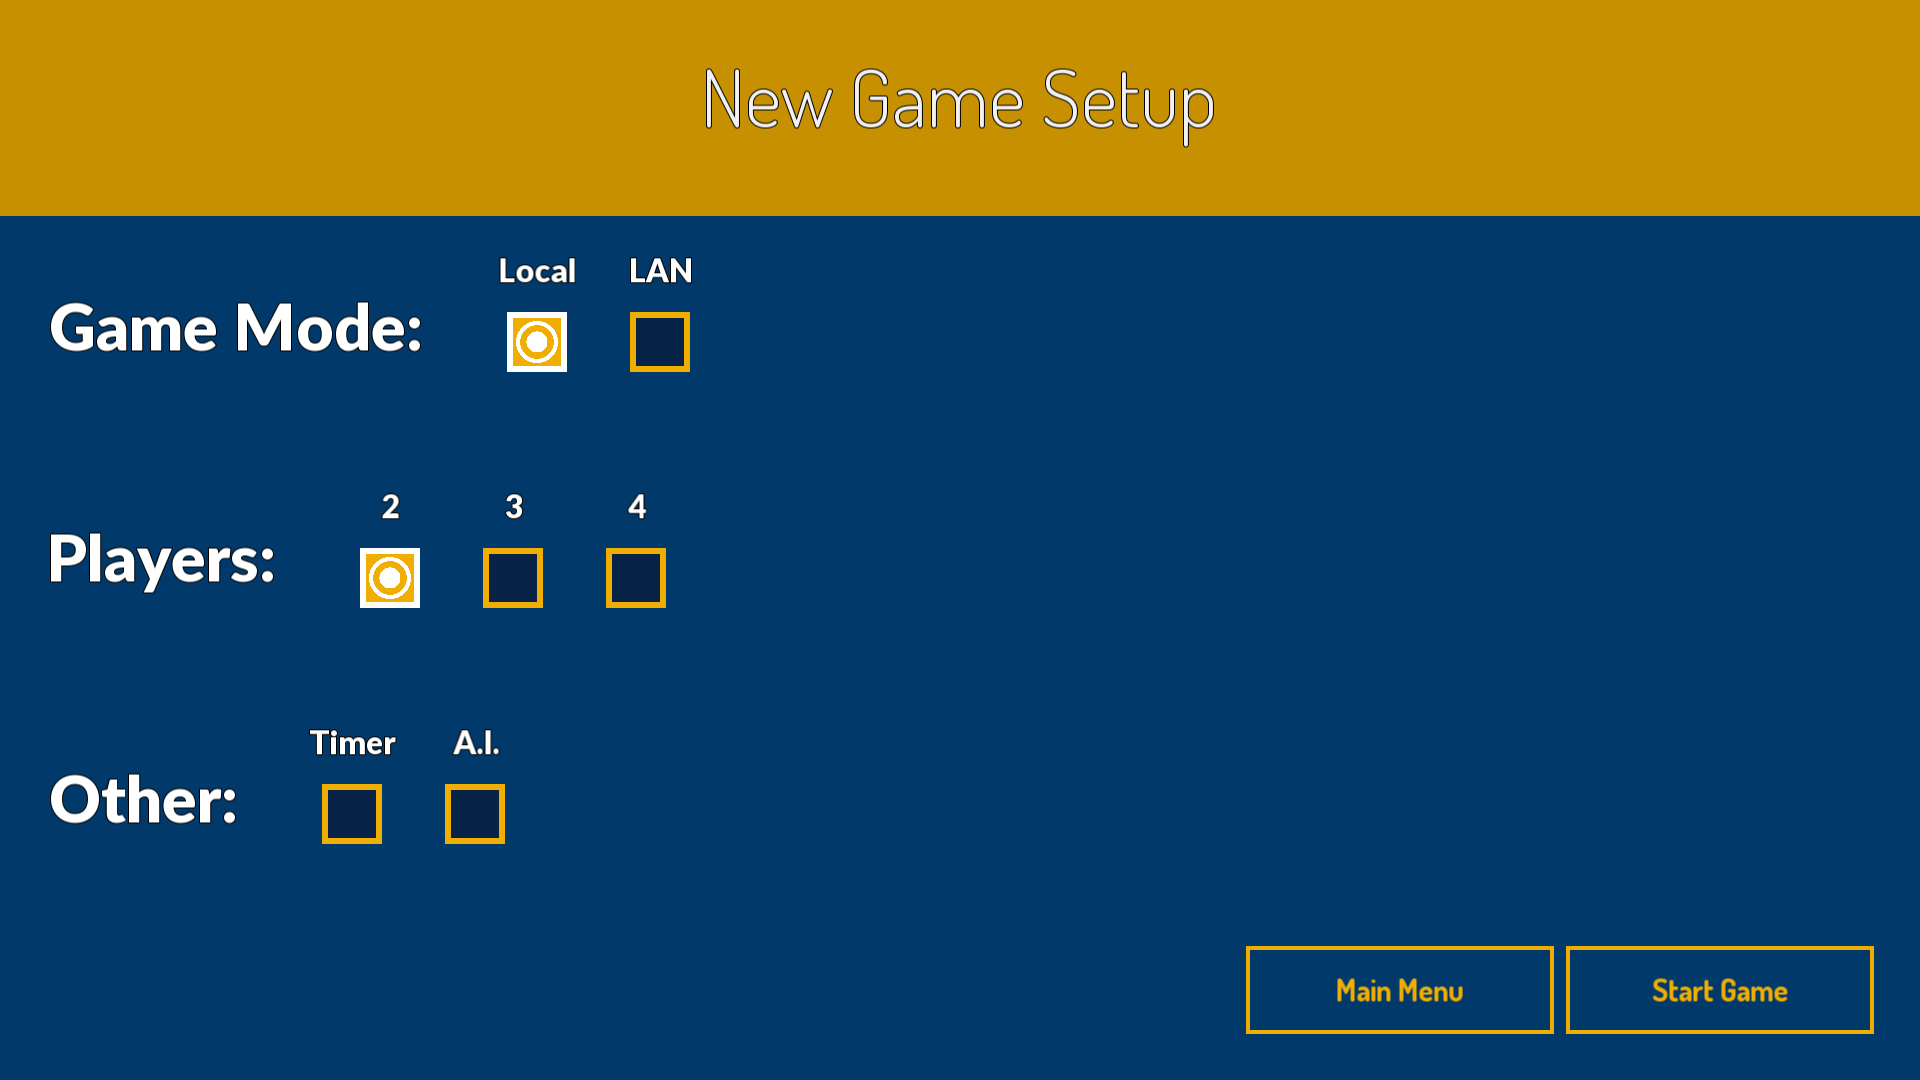 New Game Setup
Local LAN
Game Mode:
2 3 4
Players:
Timer A.I.
Other:
Main Menu Start Game